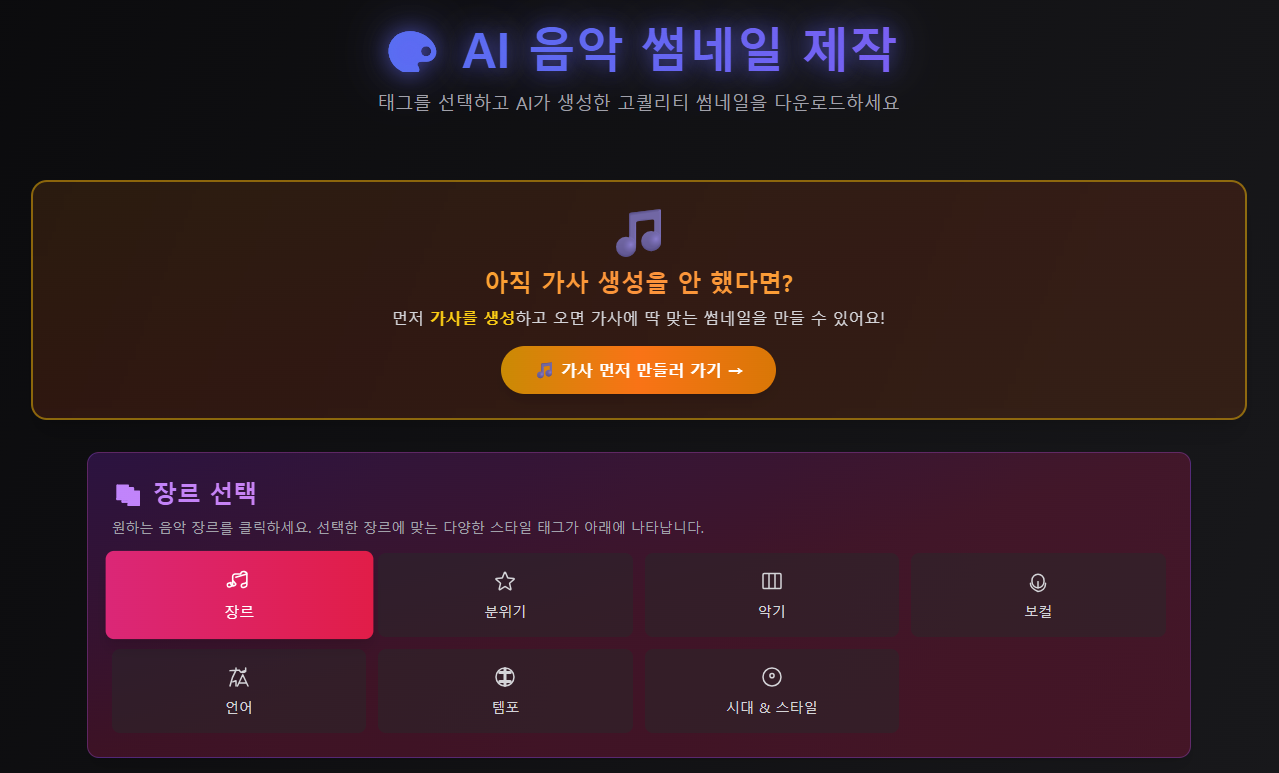 AI 음악 썸네일 제작
태그를 선택하고 AI가 생성한 고퀄리티 썸네일을 다운로드하세요
아직 가사 생성을 안 했다면?
먼저 가사를 생성하고 오면 가사에 딱 맞는 썸네일을 만들 수 있어요!
가사 먼저 만들러 가기 →
장르 선택
원하는 음악 장르를 클릭하세요. 선택한 장르에 맞는 다양한 스타일 태그가 아래에 나타납니다.
장르
분위기
악기
보컬
언어
템포
시대 & 스타일